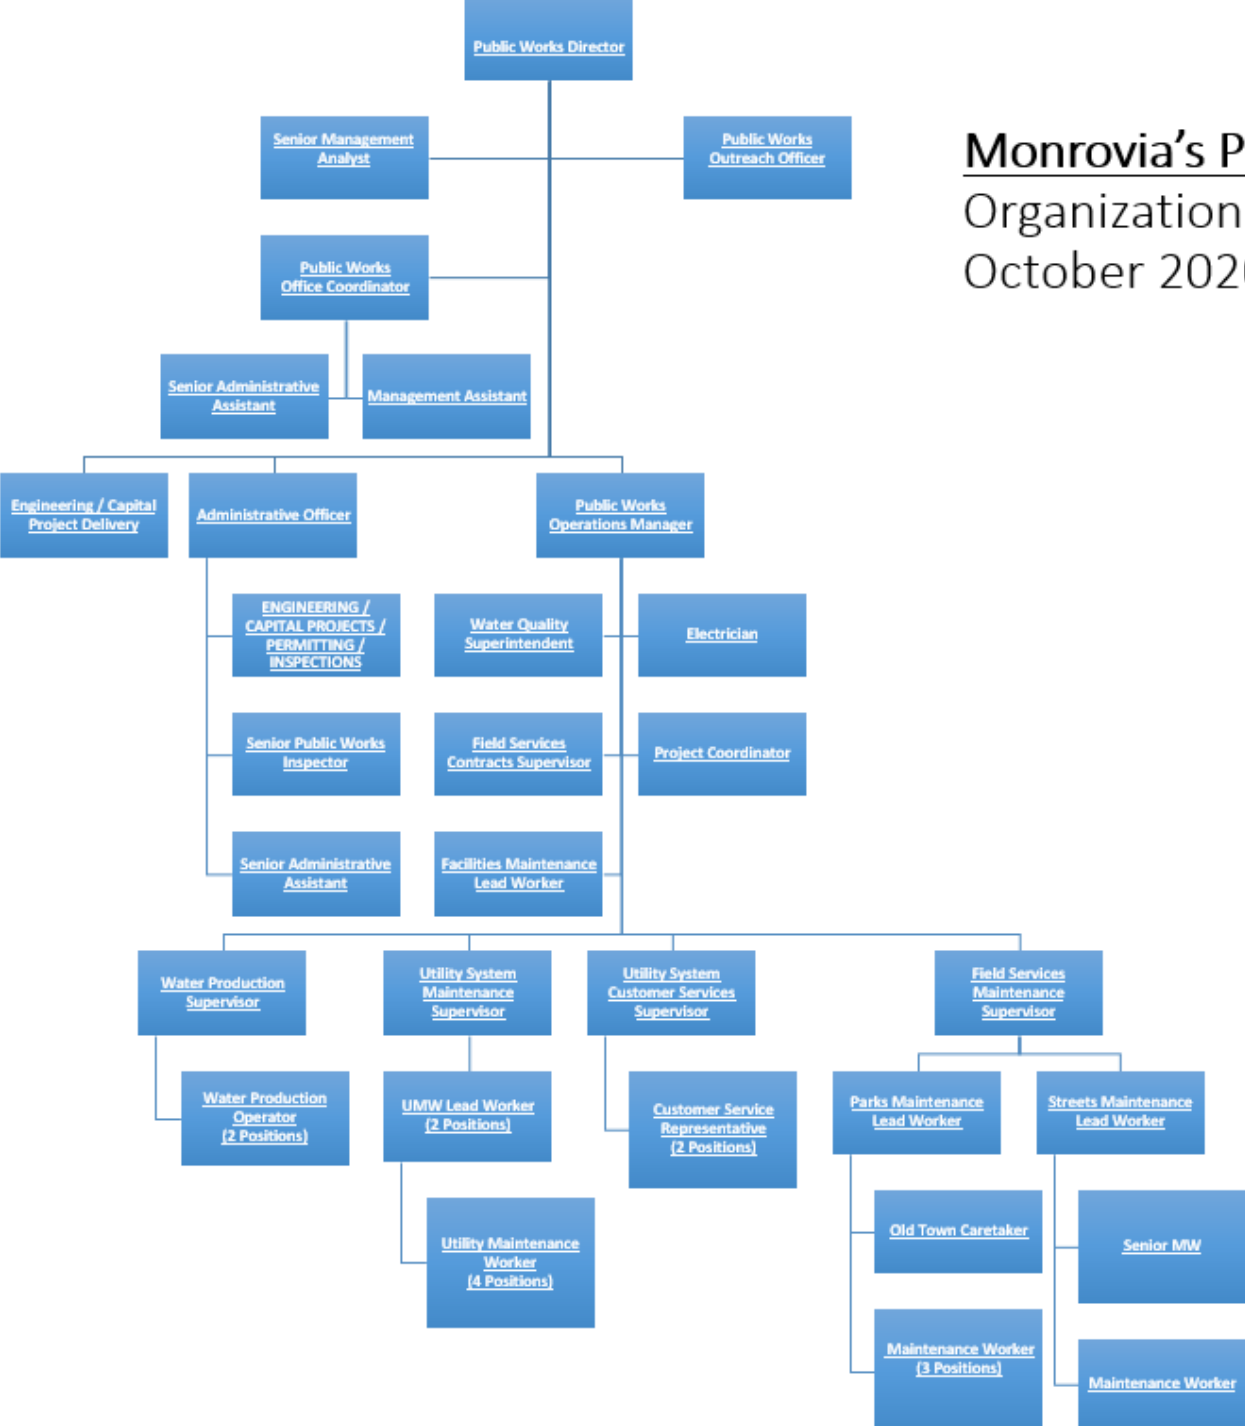 Public Works Director
Senior Management
Analyst
Public Works
Outreach Officer
Monrovia's P
Organization
October 202
Public Works
Office Coordinator
Senior Administrative
Assistant
Management Assistant
Engineering / Capital
Project Delivery
Administrative Officer
Public Works
Operations Manager
ENGINEERING /
CAPITAL PROJECTS /
PERMITTING /
INSPECTIONS
Water Quality
Superintendent
Electrician
Senior Public Works
Inspector
Field Services
Contracts Supervisor
Project Coordinator
Senior Administrative
Assistant
Facilities Maintenance
Lead Worker
Water Production
Supervisor
Utility System
Maintenance
Supervisor
Utility System
Customer Services
Supervisor
Field Services
Maintenance
Supervisor
Water Production
Operator
(2 Positions)
UMW Lead Worker
(2 Positions)
Customer Service
Representative
(2 Positions)
Parks Maintenance
Lead Worker
Streets Maintenance
Lead Worker
Utility Maintenance
Worker
(4 Positions)
Old Town Caretaker
Senior MW
Maintenance Worker
(3 Positions)
Maintenance Worker